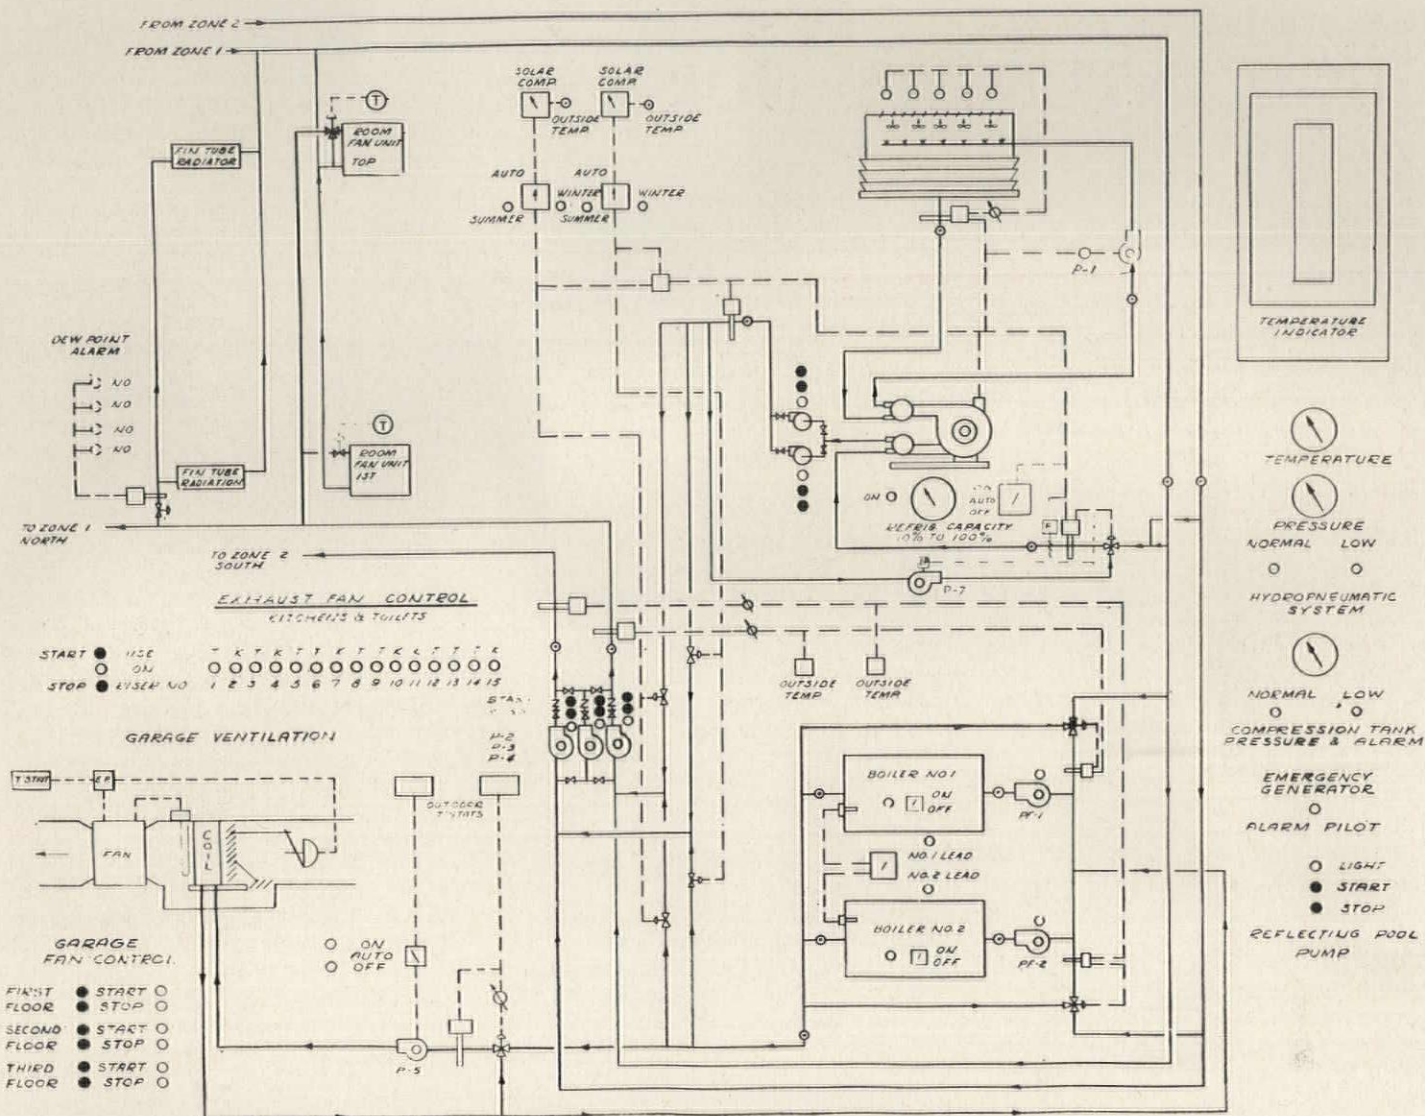 FROM ZONE 2
FROM ZONE 1
SOLAR COMP.
OUTSIDE TEMP.
SOLAR COMP.
OUTSIDE TEMP.
T
ROOM FAN UNIT TOP
FIN TUBE RADIATOR
AUTO
WINTER
SUMMER
AUTO
WINTER
SUMMER
P-1
TEMPERATURE INDICATOR
DEW POINT ALARM
NO
NO
NO
NO
T
ROOM FAN UNIT 1ST
FIN TUBE RADIATION
TO ZONE 1 NORTH
TO ZONE 2 SOUTH
ON
REFRIG. CAPACITY
10% TO 100%
ON
AUTO
OFF
P-7
TEMPERATURE
PRESSURE
NORMAL LOW
HYDROPNEUMATIC SYSTEM
NORMAL LOW
COMPRESSION TANK
PRESSURE & ALARM
EMERGENCY GENERATOR
ALARM PILOT
LIGHT
START
STOP
REFLECTING POOL PUMP
EXHAUST FAN CONTROL
KITCHENS & TOILETS
START
ON
STOP RISER NO
1 2 3 4 5 6 7 8 9 10 11 12 13 14 15
OUTSIDE TEMP.
OUTSIDE TEMP.
P-2
P-3
P-4
GARAGE VENTILATION
T STAT
E.P.
FAN
COIL
OUTDOOR T'STATS
BOILER NO.1
ON
OFF
PF-1
NO.1 LEAD
NO.2 LEAD
BOILER NO.2
ON
OFF
PF-2
ON
AUTO
OFF
P-5
GARAGE FAN CONTROL
FIRST FLOOR START STOP
SECOND FLOOR START STOP
THIRD FLOOR START STOP